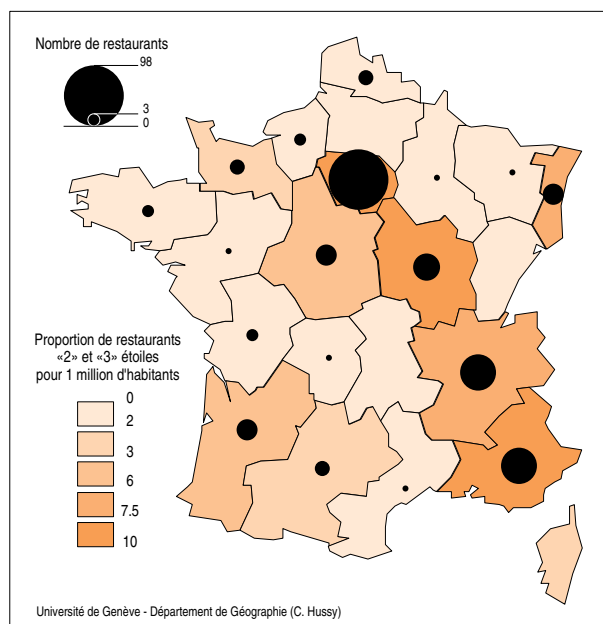 Nombre de restaurants
98
3
0
Proportion de restaurants
«2» et «3» étoiles
pour 1 million d'habitants
0
2
3
6
7.5
10
Université de Genève - Département de Géographie (C. Hussy)